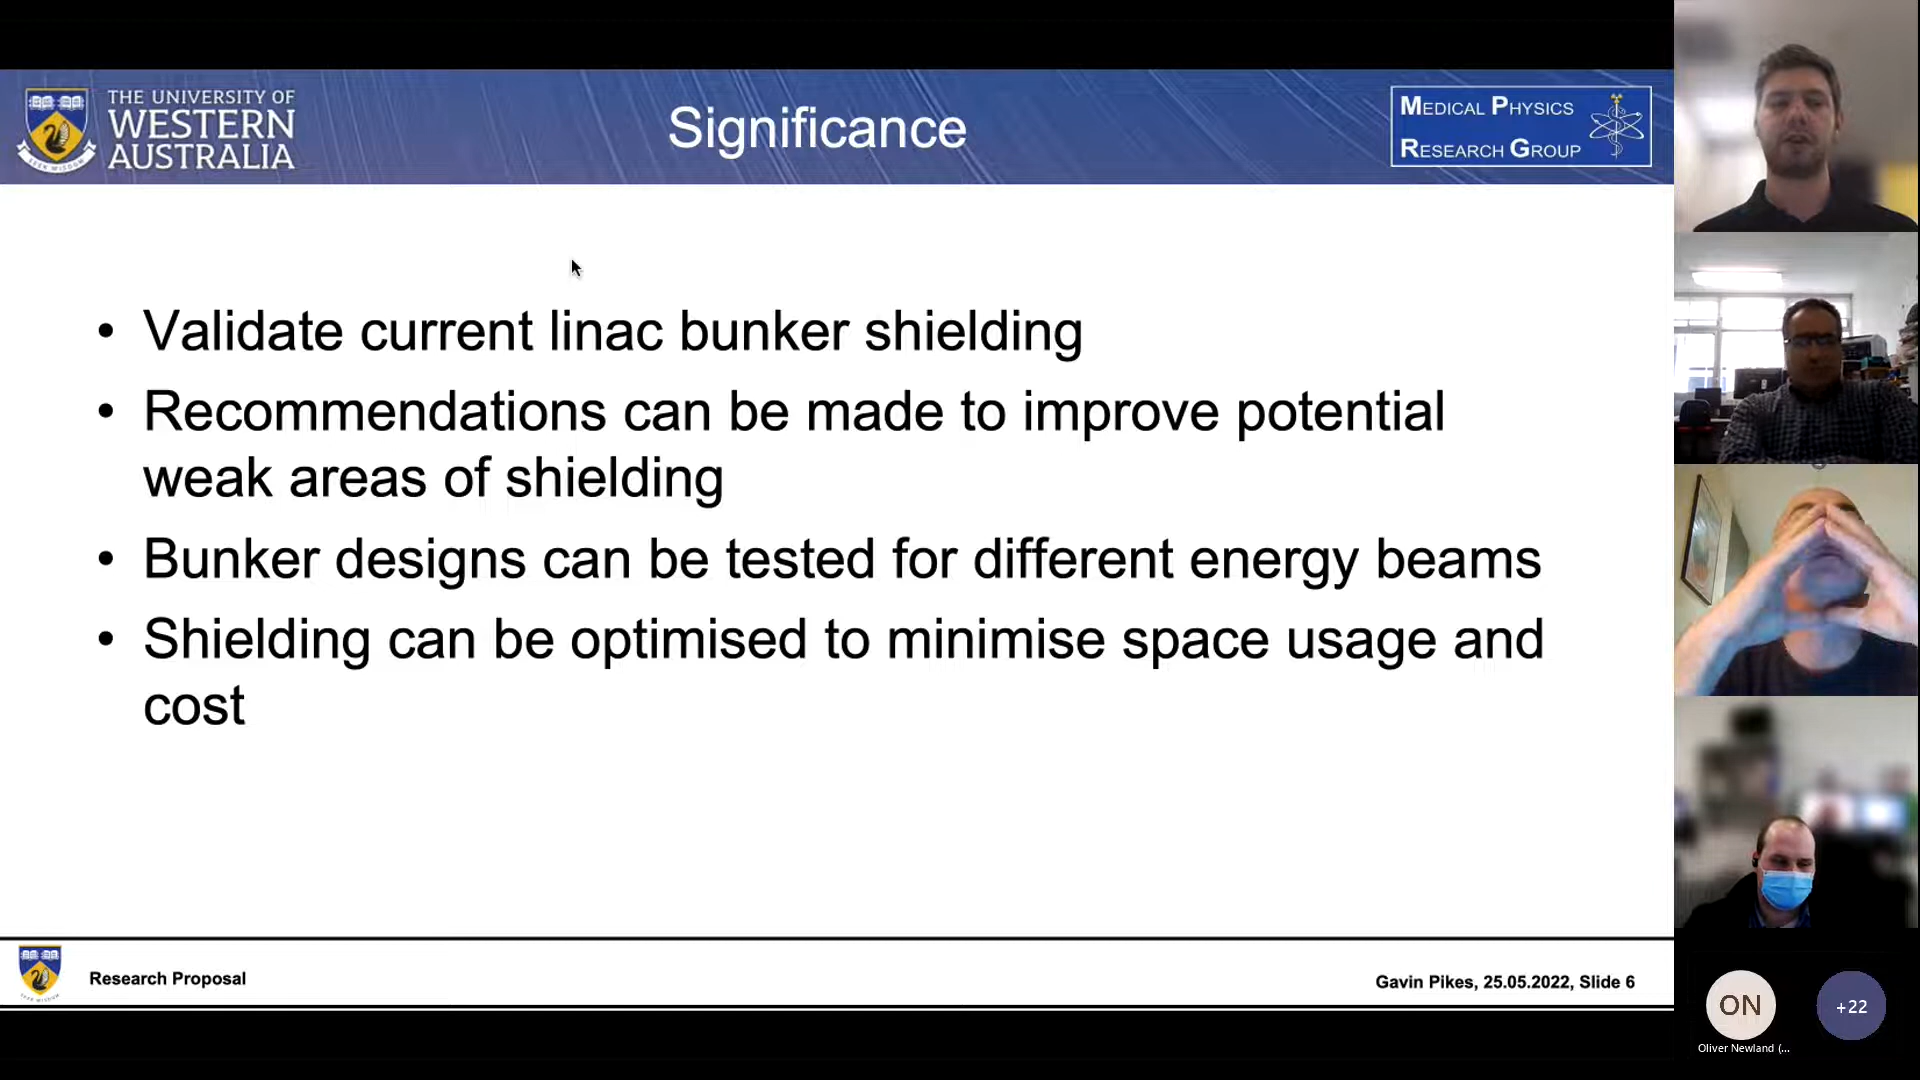 THE UNIVERSITY OF
WESTERN
AUSTRALIA
Significance
MEDICAL PHYSICS
RESEARCH GROUP
• Validate current linac bunker shielding
• Recommendations can be made to improve potential
weak areas of shielding
• Bunker designs can be tested for different energy beams
• Shielding can be optimised to minimise space usage and
cost
Research Proposal
Gavin Pikes, 25.05.2022, Slide 6
ON
+22
Oliver Newland (...